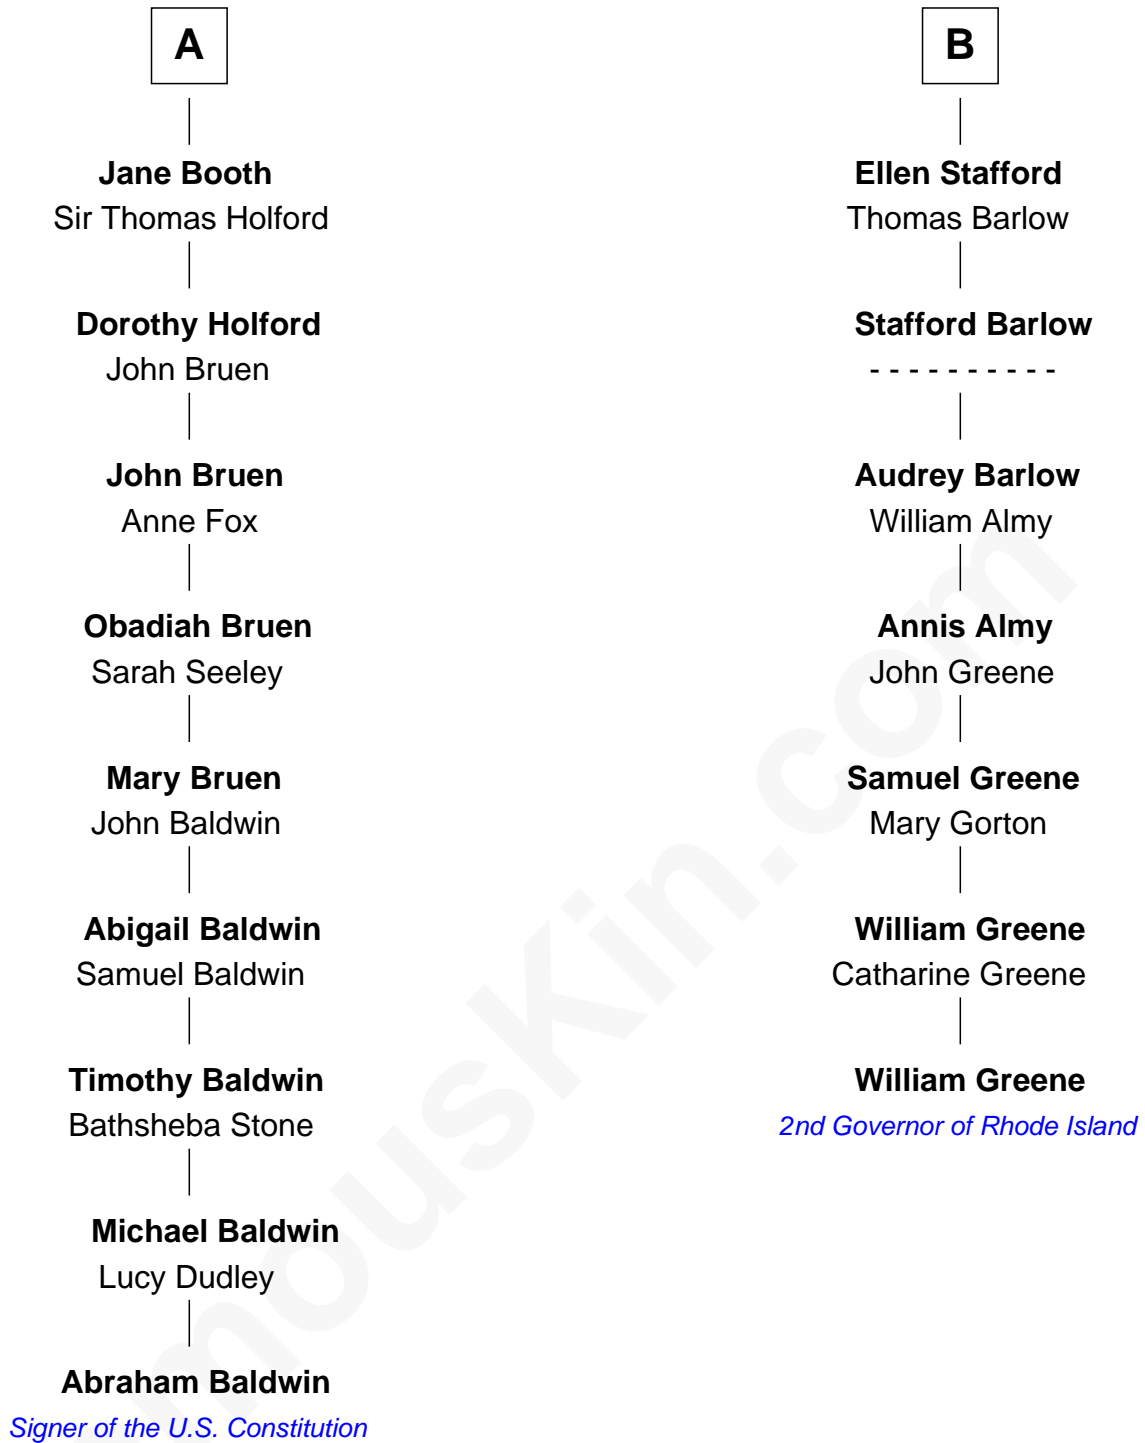 A
Jane Booth
Sir Thomas Holford
Dorothy Holford
John Bruen
John Bruen
Anne Fox
Obadiah Bruen
Sarah Seeley
Mary Bruen
John Baldwin
Abigail Baldwin
Samuel Baldwin
Timothy Baldwin
Bathsheba Stone
Michael Baldwin
Lucy Dudley
Abraham Baldwin
Signer of the U.S. Constitution
B
Ellen Stafford
Thomas Barlow
Stafford Barlow
- - - - - - - - - -
Audrey Barlow
William Almy
Annis Almy
John Greene
Samuel Greene
Mary Gorton
William Greene
Catharine Greene
William Greene
2nd Governor of Rhode Island
mouskin.com